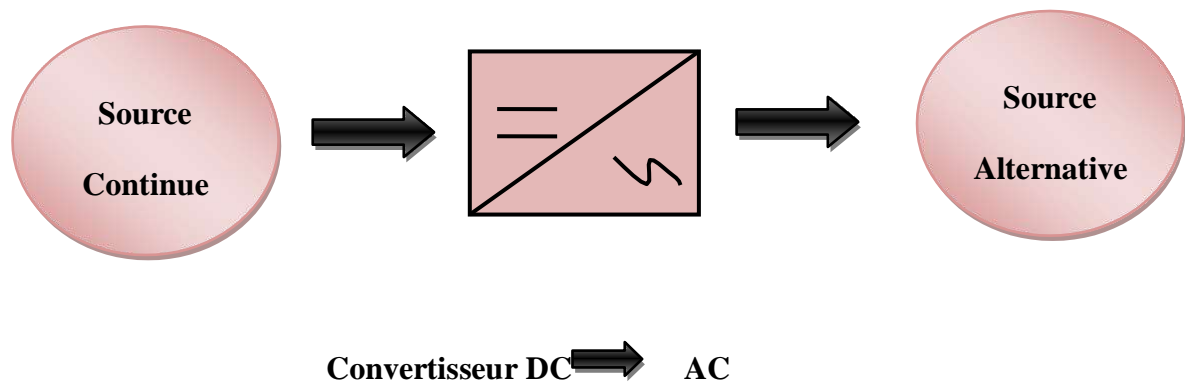 Source
Continue
Source
Alternative
Convertisseur DC AC